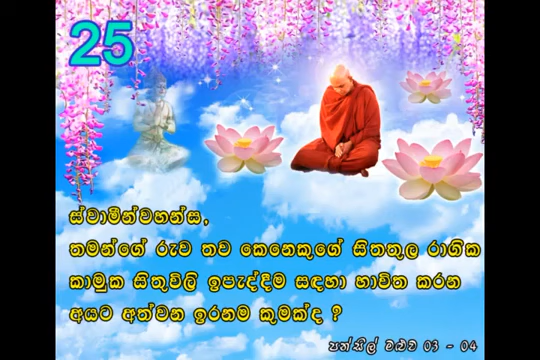 25
ස්වාමීන්වහන්ස,
තමන්ගේ රුව තව කෙනෙකුගේ සිතතුල රාගික
කාමුක සිතුවිලි ඉපැද්දීම සඳහා භාවිත කරන
අයට අත්වන ඉරනම කුමක්ද ?
පන්සිල් මළුව 03 - 04